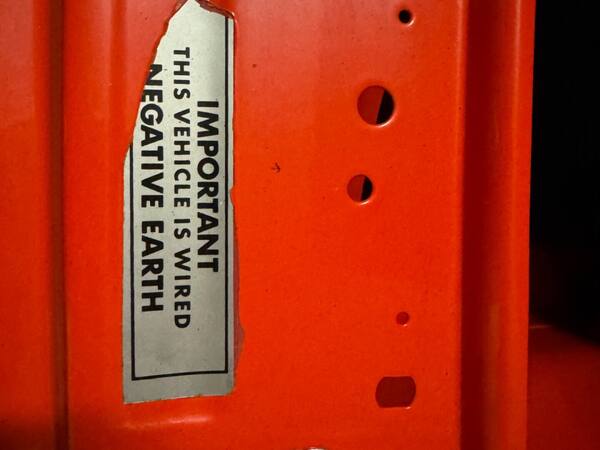 IMPORTANT
THIS VEHICLE IS WIRED
NEGATIVE EARTH